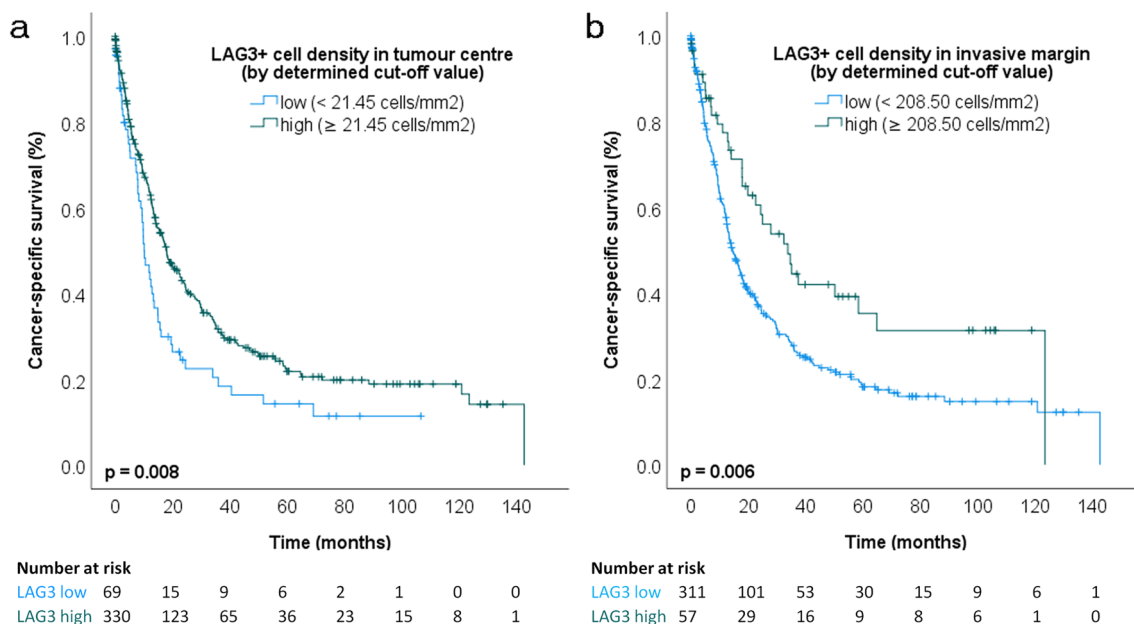 a
LAG3+ cell density in tumour centre
(by determined cut-off value)
low (< 21.45 cells/mm2)
high (≥ 21.45 cells/mm2)
Cancer-specific survival (%)
1.0
0.8
0.6
0.4
0.2
0.0
p = 0.008
0 20 40 60 80 100 120 140
Time (months)
Number at risk
LAG3 low 69 15 9 6 2 1 0 0
LAG3 high 330 123 65 36 23 15 8 1
b
LAG3+ cell density in invasive margin
(by determined cut-off value)
low (< 208.50 cells/mm2)
high (≥ 208.50 cells/mm2)
Cancer-specific survival (%)
1.0
0.8
0.6
0.4
0.2
0.0
p = 0.006
0 20 40 60 80 100 120 140
Time (months)
Number at risk
LAG3 low 311 101 53 30 15 9 6 1
LAG3 high 57 29 16 9 8 6 1 0